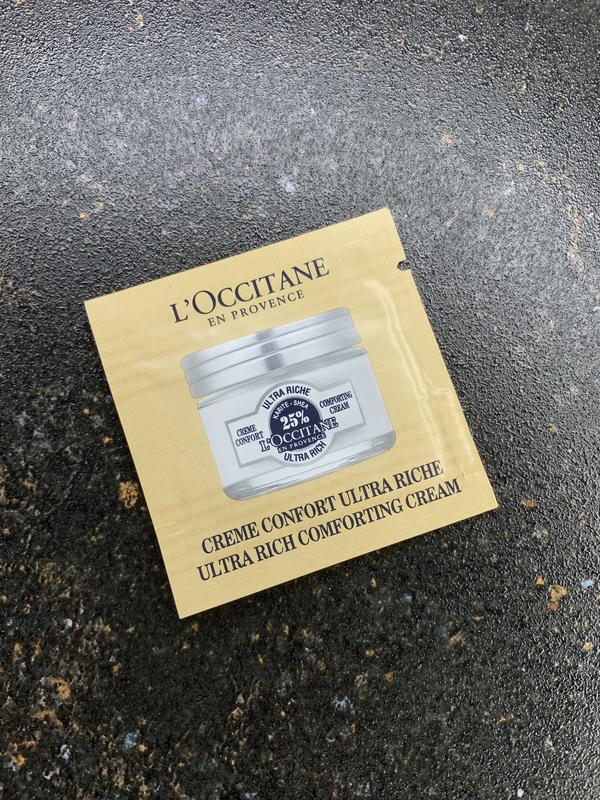 L'OCCITANE
EN PROVENCE
ULTRA RICHE
KARITE - SHEA
25%
CREME
CONFORT
COMFORTING
CREAM
L'OCCITANE
EN PROVENCE
ULTRA RICH
CREME CONFORT ULTRA RICHE
ULTRA RICH COMFORTING CREAM